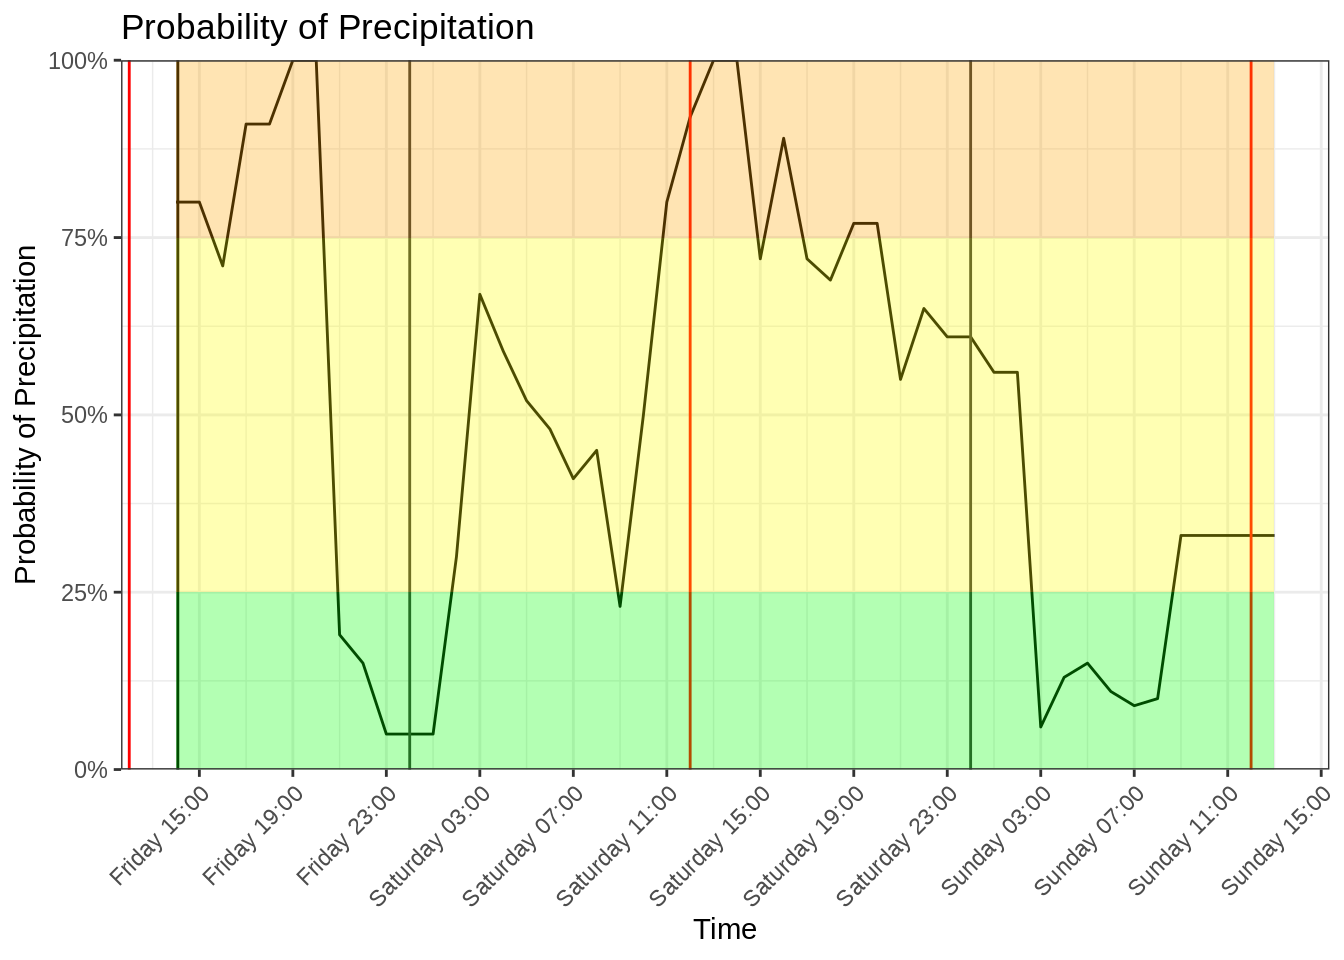 Probability of Precipitation
100%
75%
50%
25%
0%
Probability of Precipitation
Friday 15:00
Friday 19:00
Friday 23:00
Saturday 03:00
Saturday 07:00
Saturday 11:00
Saturday 15:00
Saturday 19:00
Saturday 23:00
Sunday 03:00
Sunday 07:00
Sunday 11:00
Sunday 15:00
Time